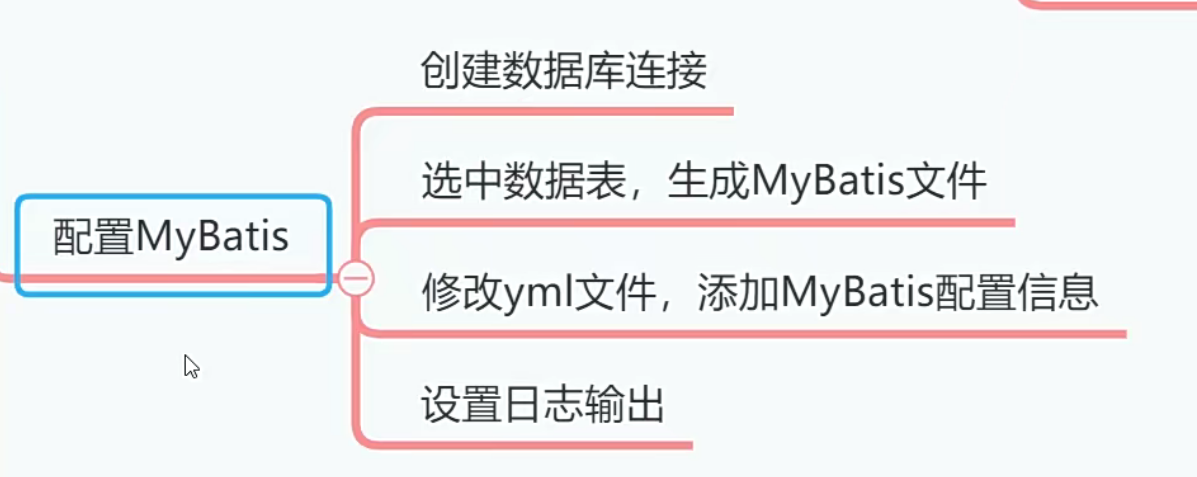 创建数据库连接
选中数据表，生成MyBatis文件
配置MyBatis
修改yml文件，添加MyBatis配置信息
设置日志输出